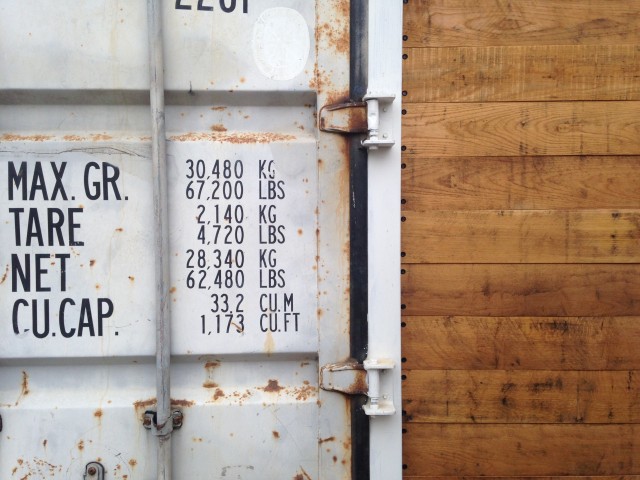 MAX. GR. 30,480 KG
67,200 LBS
TARE 2,140 KG
4,720 LBS
NET 28,340 KG
62,480 LBS
CU.CAP. 33,2 CU.M
1,173 CU.FT